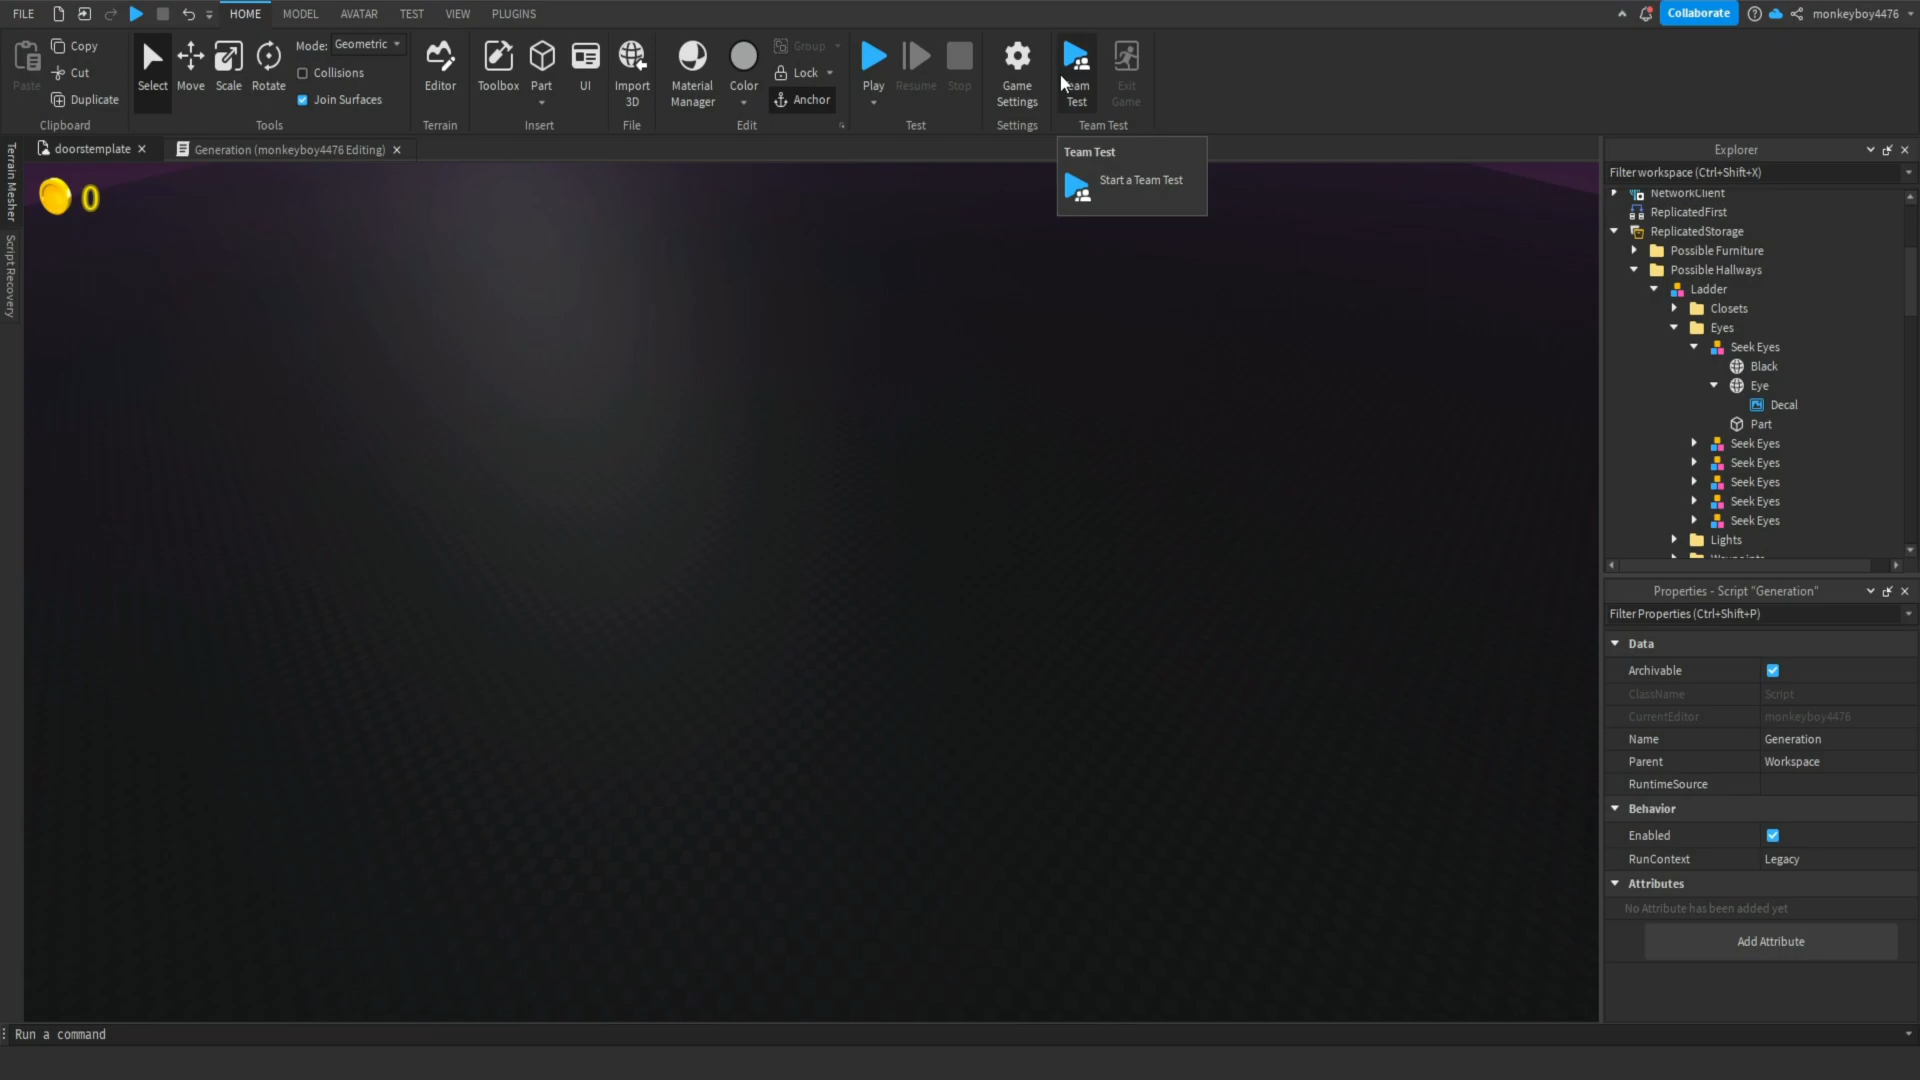 FILE HOME MODEL AVATAR TEST VIEW PLUGINS Collaborate monkeyboy4476
Paste Copy Cut Duplicate Clipboard
Select Move Scale Rotate Mode: Geometric Collisions Join Surfaces Tools
Editor Terrain
Toolbox Part UI Insert
Import 3D File
Material Manager Color Group Lock Anchor Edit
Play Resume Stop Test
Game Settings Settings
Team Test Exit Game Team Test
Terrain Mesher
Script Recovery
doorstemplate Generation (monkeyboy4476 Editing)
0
Team Test
Start a Team Test
Explorer
Filter workspace (Ctrl+Shift+X)
NetworkClient
ReplicatedFirst
ReplicatedStorage
Possible Furniture
Possible Hallways
Ladder
Closets
Eyes
Seek Eyes
Black
Eye
Decal
Part
Seek Eyes
Seek Eyes
Seek Eyes
Seek Eyes
Seek Eyes
Lights
Properties - Script "Generation"
Filter Properties (Ctrl+Shift+P)
Data
Archivable
ClassName Script
CurrentEditor monkeyboy4476
Name Generation
Parent Workspace
RuntimeSource
Behavior
Enabled
RunContext Legacy
Attributes
No Attribute has been added yet
Add Attribute
Run a command